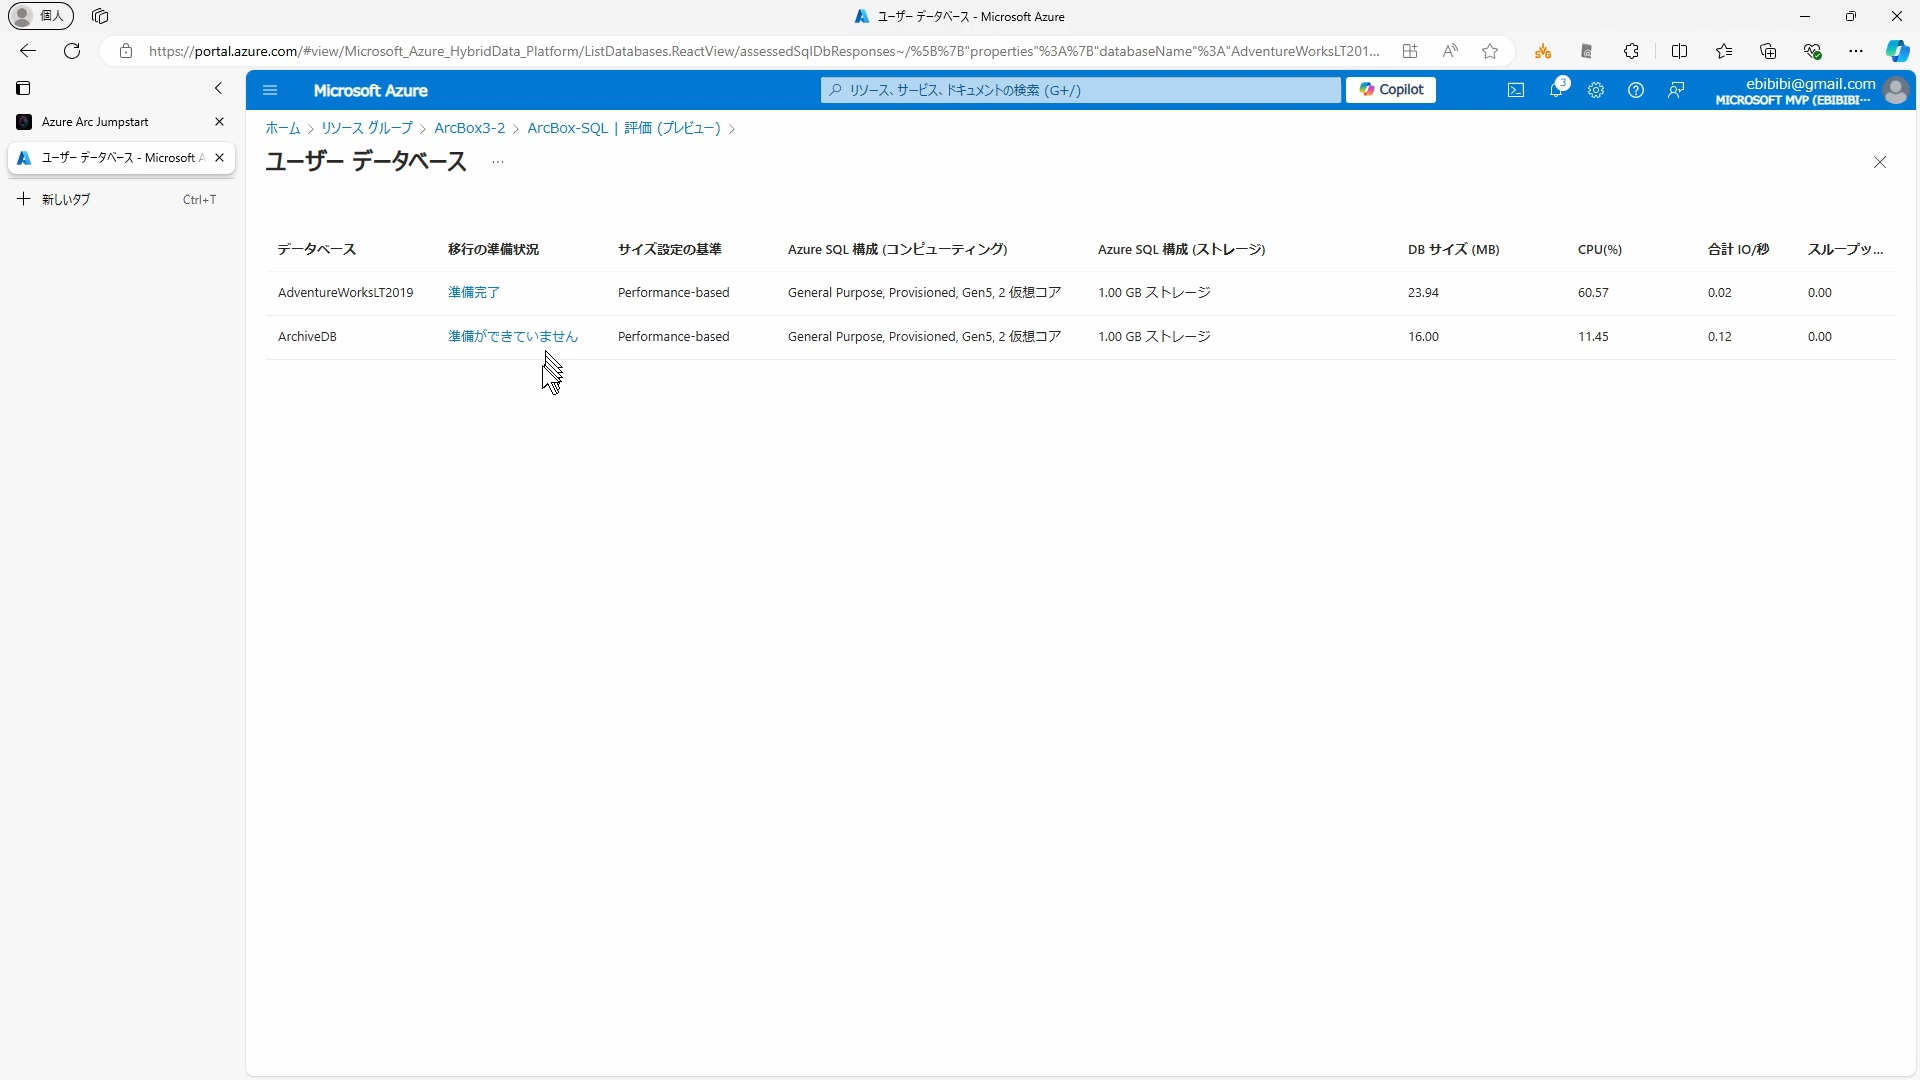 個人
ユーザー データベース - Microsoft Azure
https://portal.azure.com/#view/Microsoft_Azure_HybridData_Platform/ListDatabases.ReactView/assessedSqlDbResponses~/%5B%7B"properties"%3A%7B"databaseName"%3A"AdventureWorksLT201...
Azure Arc Jumpstart
ユーザー データベース - Microsoft A
新しいタブ Ctrl+T
Microsoft Azure
リソース、サービス、ドキュメントの検索 (G+/)
Copilot
3
ebibibi@gmail.com
MICROSOFT MVP (EBIBIBI-...
ホーム > リソース グループ > ArcBox3-2 > ArcBox-SQL | 評価 (プレビュー) >
ユーザー データベース ...
データベース 移行の準備状況 サイズ設定の基準 Azure SQL 構成 (コンピューティング) Azure SQL 構成 (ストレージ) DB サイズ (MB) CPU(%) 合計 IO/秒 スループッ...
AdventureWorksLT2019 準備完了 Performance-based General Purpose, Provisioned, Gen5, 2 仮想コア 1.00 GB ストレージ 23.94 60.57 0.02 0.00
ArchiveDB 準備ができていません Performance-based General Purpose, Provisioned, Gen5, 2 仮想コア 1.00 GB ストレージ 16.00 11.45 0.12 0.00